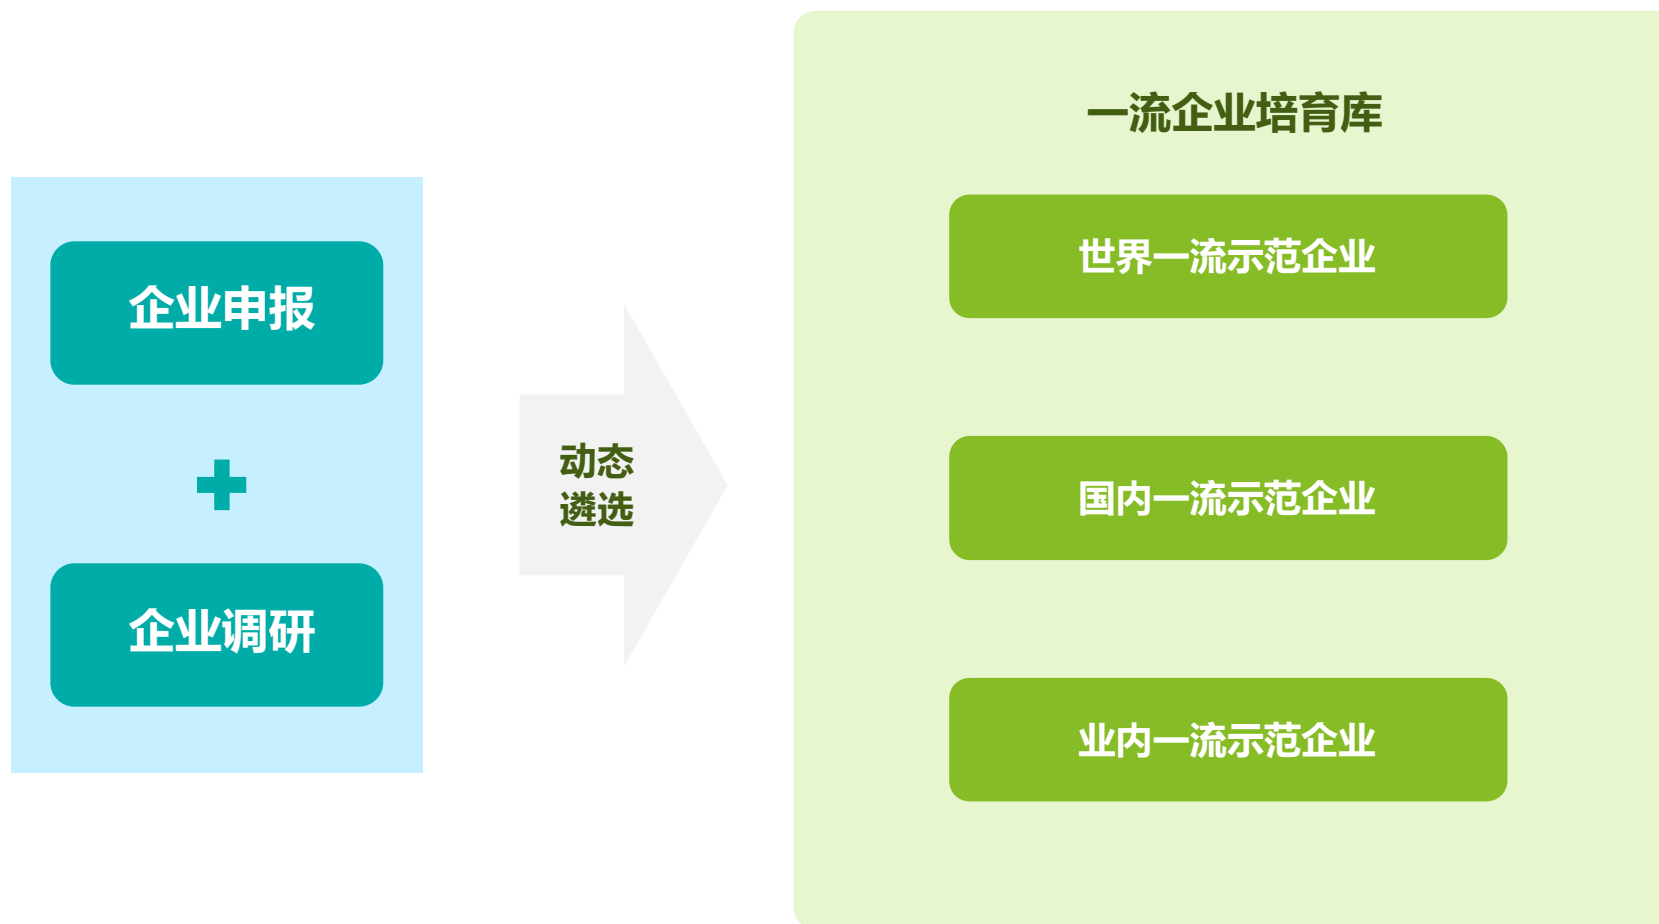 企业申报
企业调研
动态
遴选
一流企业培育库
世界一流示范企业
国内一流示范企业
业内一流示范企业